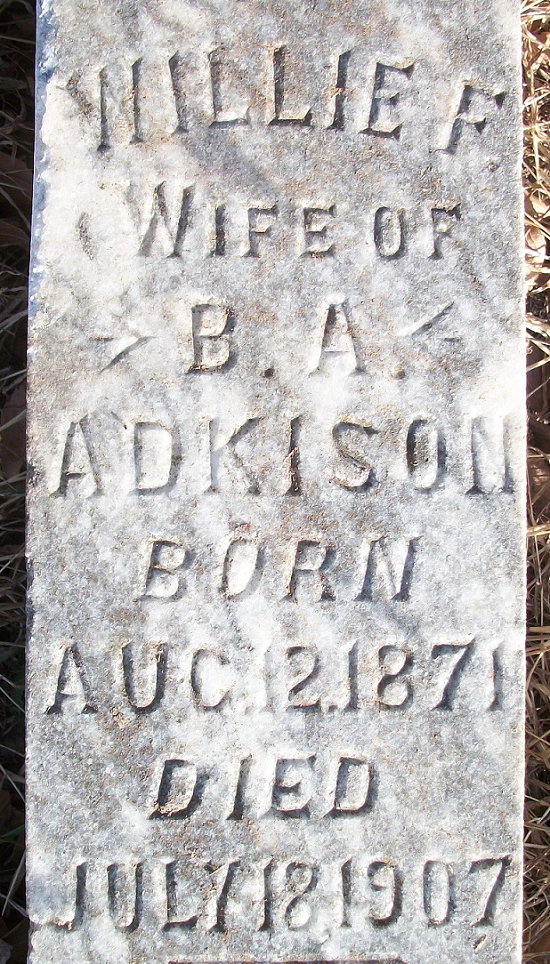 WILLIE F
WIFE OF
B. A.
ADKISON
BORN
AUG. 12. 1871
DIED
JULY 18 1907